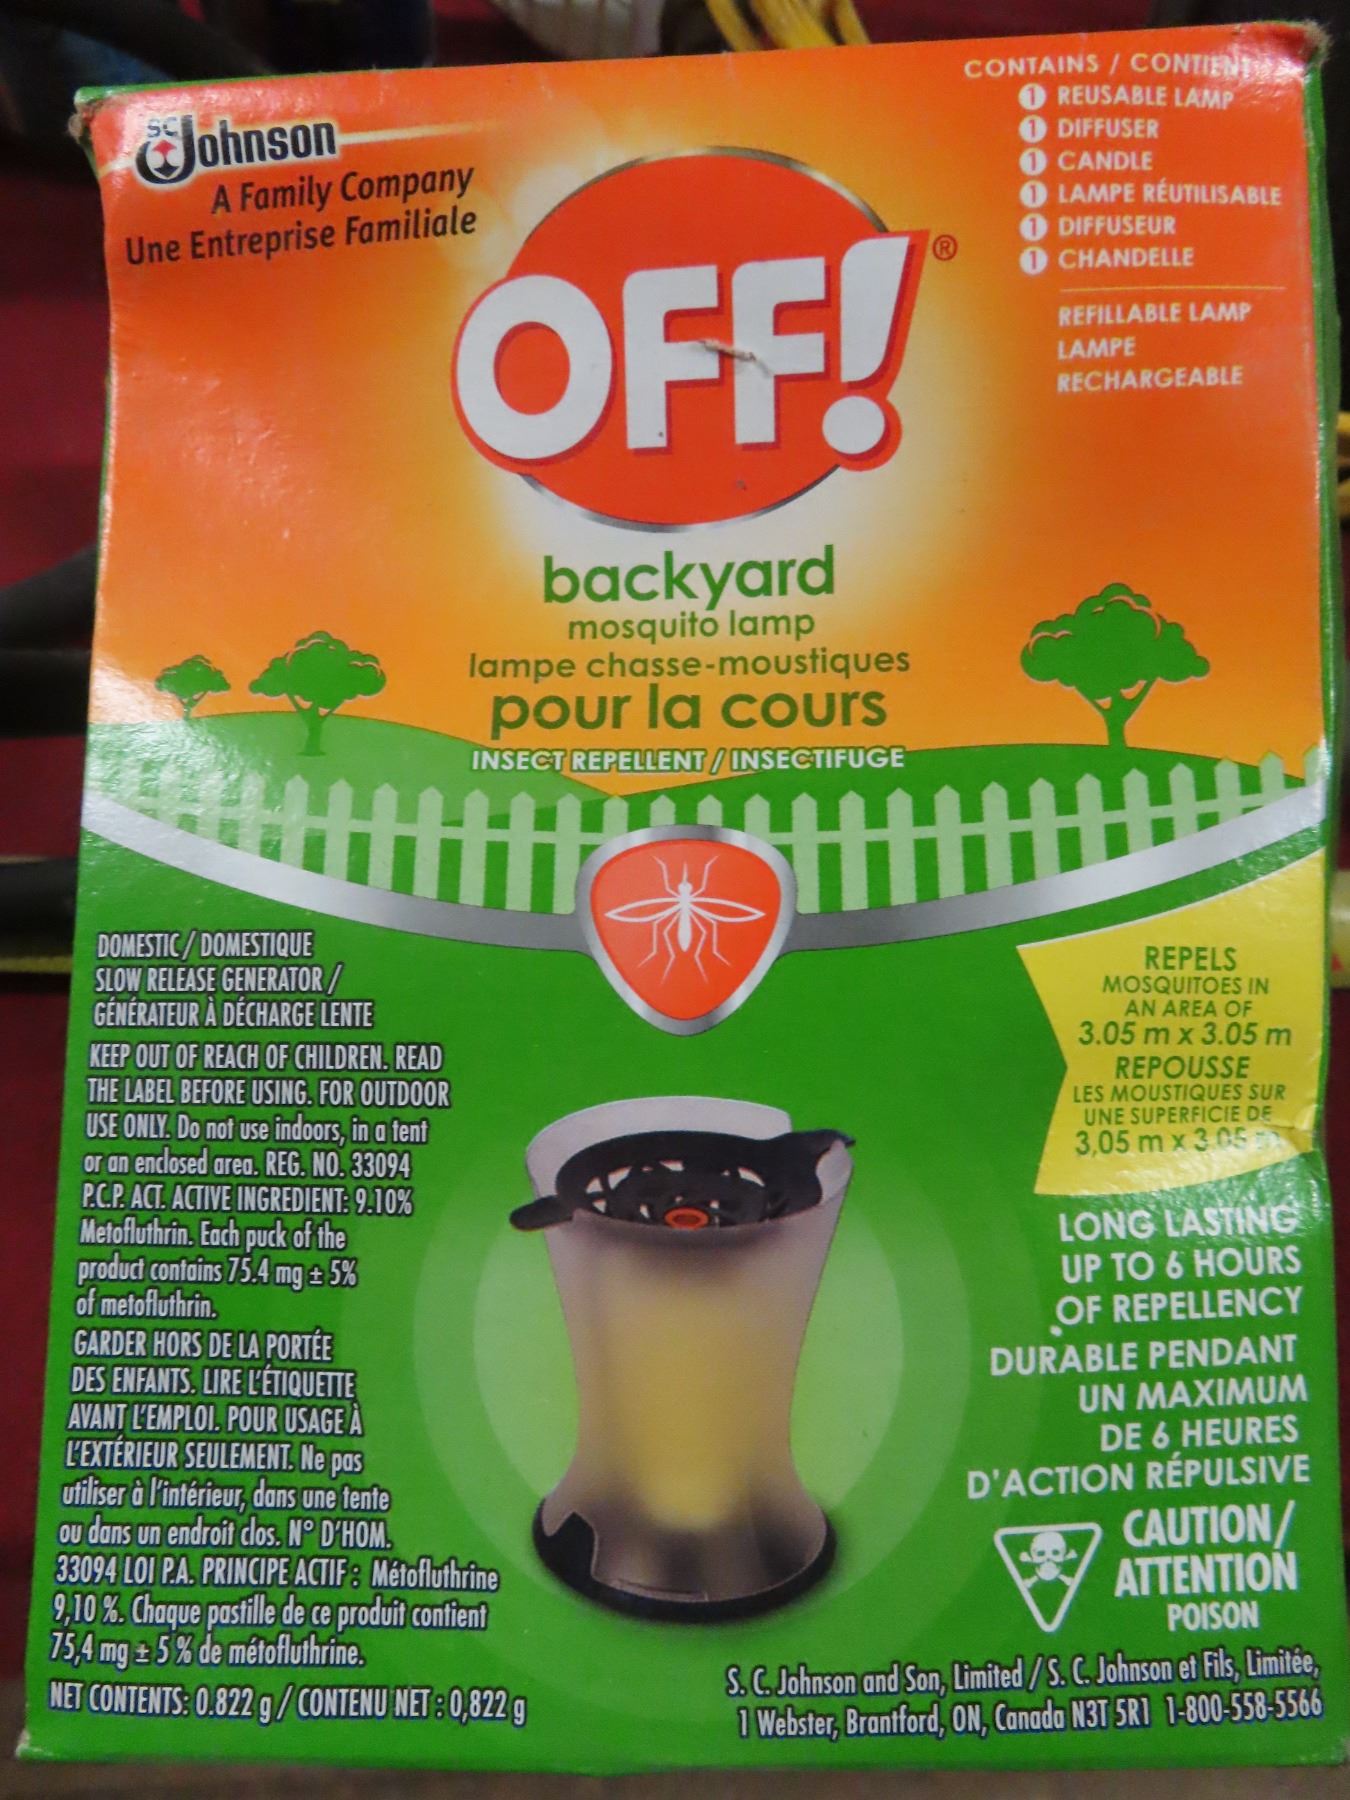 SC Johnson
A Family Company
Une Entreprise Familiale
CONTAINS / CONTIENT
1 REUSABLE LAMP
1 DIFFUSER
1 CANDLE
1 LAMPE RÉUTILISABLE
1 DIFFUSEUR
1 CHANDELLE
REFILLABLE LAMP
LAMPE
RECHARGEABLE
OFF!®
backyard
mosquito lamp
lampe chasse-moustiques
pour la cours
INSECT REPELLENT / INSECTIFUGE
DOMESTIC / DOMESTIQUE
SLOW RELEASE GENERATOR /
GÉNÉRATEUR À DÉCHARGE LENTE
KEEP OUT OF REACH OF CHILDREN. READ
THE LABEL BEFORE USING. FOR OUTDOOR
USE ONLY. Do not use indoors, in a tent
or an enclosed area. REG. NO. 33094
P.C.P. ACT. ACTIVE INGREDIENT: 9.10%
Metofluthrin. Each puck of the
product contains 75.4 mg ± 5%
of metofluthrin.
GARDER HORS DE LA PORTÉE
DES ENFANTS. LIRE L'ÉTIQUETTE
AVANT L'EMPLOI. POUR USAGE À
L'EXTÉRIEUR SEULEMENT. Ne pas
utiliser à l'intérieur, dans une tente
ou dans un endroit clos. N° D'HOM.
33094 LOI P.A. PRINCIPE ACTIF : Métofluthrine
9,10 %. Chaque pastille de ce produit contient
75,4 mg ± 5 % de métofluthrine.
NET CONTENTS: 0.822 g / CONTENU NET : 0,822 g
REPELS
MOSQUITOES IN
AN AREA OF
3.05 m x 3.05 m
REPOUSSE
LES MOUSTIQUES SUR
UNE SUPERFICIE DE
3,05 m x 3,05 m
LONG LASTING
UP TO 6 HOURS
OF REPELLENCY
DURABLE PENDANT
UN MAXIMUM
DE 6 HEURES
D'ACTION RÉPULSIVE
CAUTION/
ATTENTION
POISON
S. C. Johnson and Son, Limited / S. C. Johnson et Fils, Limitée,
1 Webster, Brantford, ON, Canada N3T 5R1 1-800-558-5566